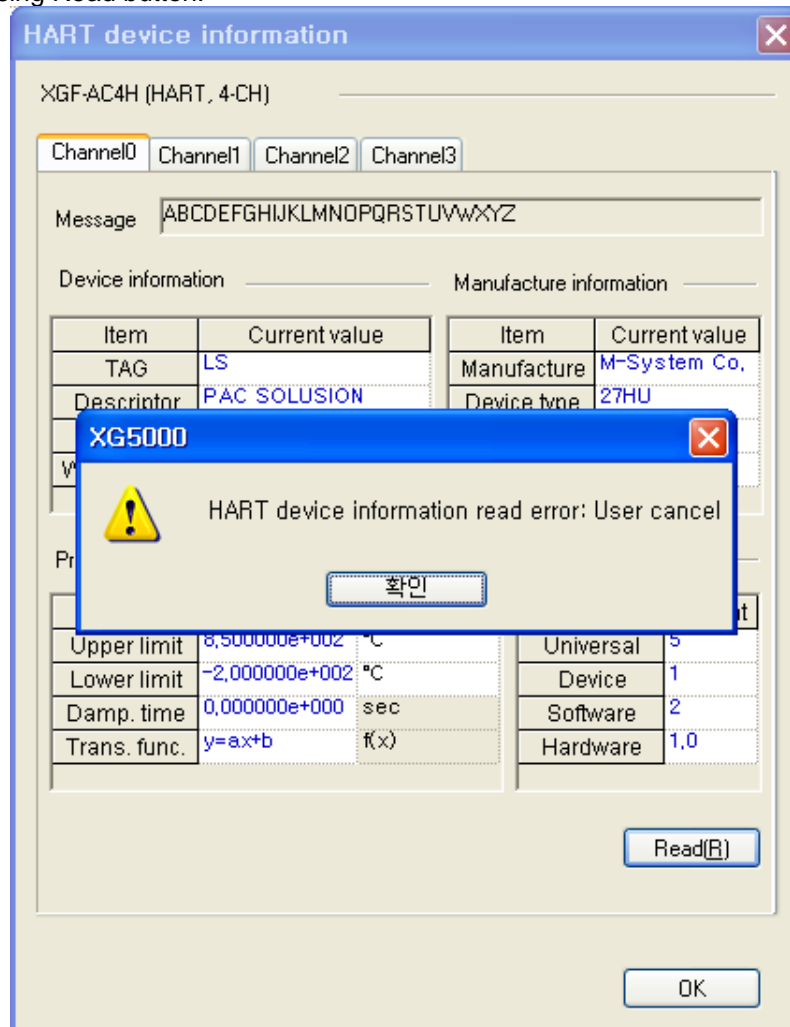 sing Read button.
HART device information
XGF-AC4H (HART, 4-CH)
Channel0 Channel1 Channel2 Channel3
Message ABCDEFGHIJKLMNOPQRSTUVWXYZ
Device information Manufacture information
Item Current value Item Current value
TAG LS Manufacture M-System Co,
Descriptor PAC SOLUSION Device type 27HU
XG5000
HART device information read error: User cancel
확인
Upper limit 8,500000e+002 °C Universal 5
Lower limit -2,000000e+002 °C Device 1
Damp. time 0,000000e+000 sec Software 2
Trans. func. y=ax+b f(x) Hardware 1,0
Read(R)
OK